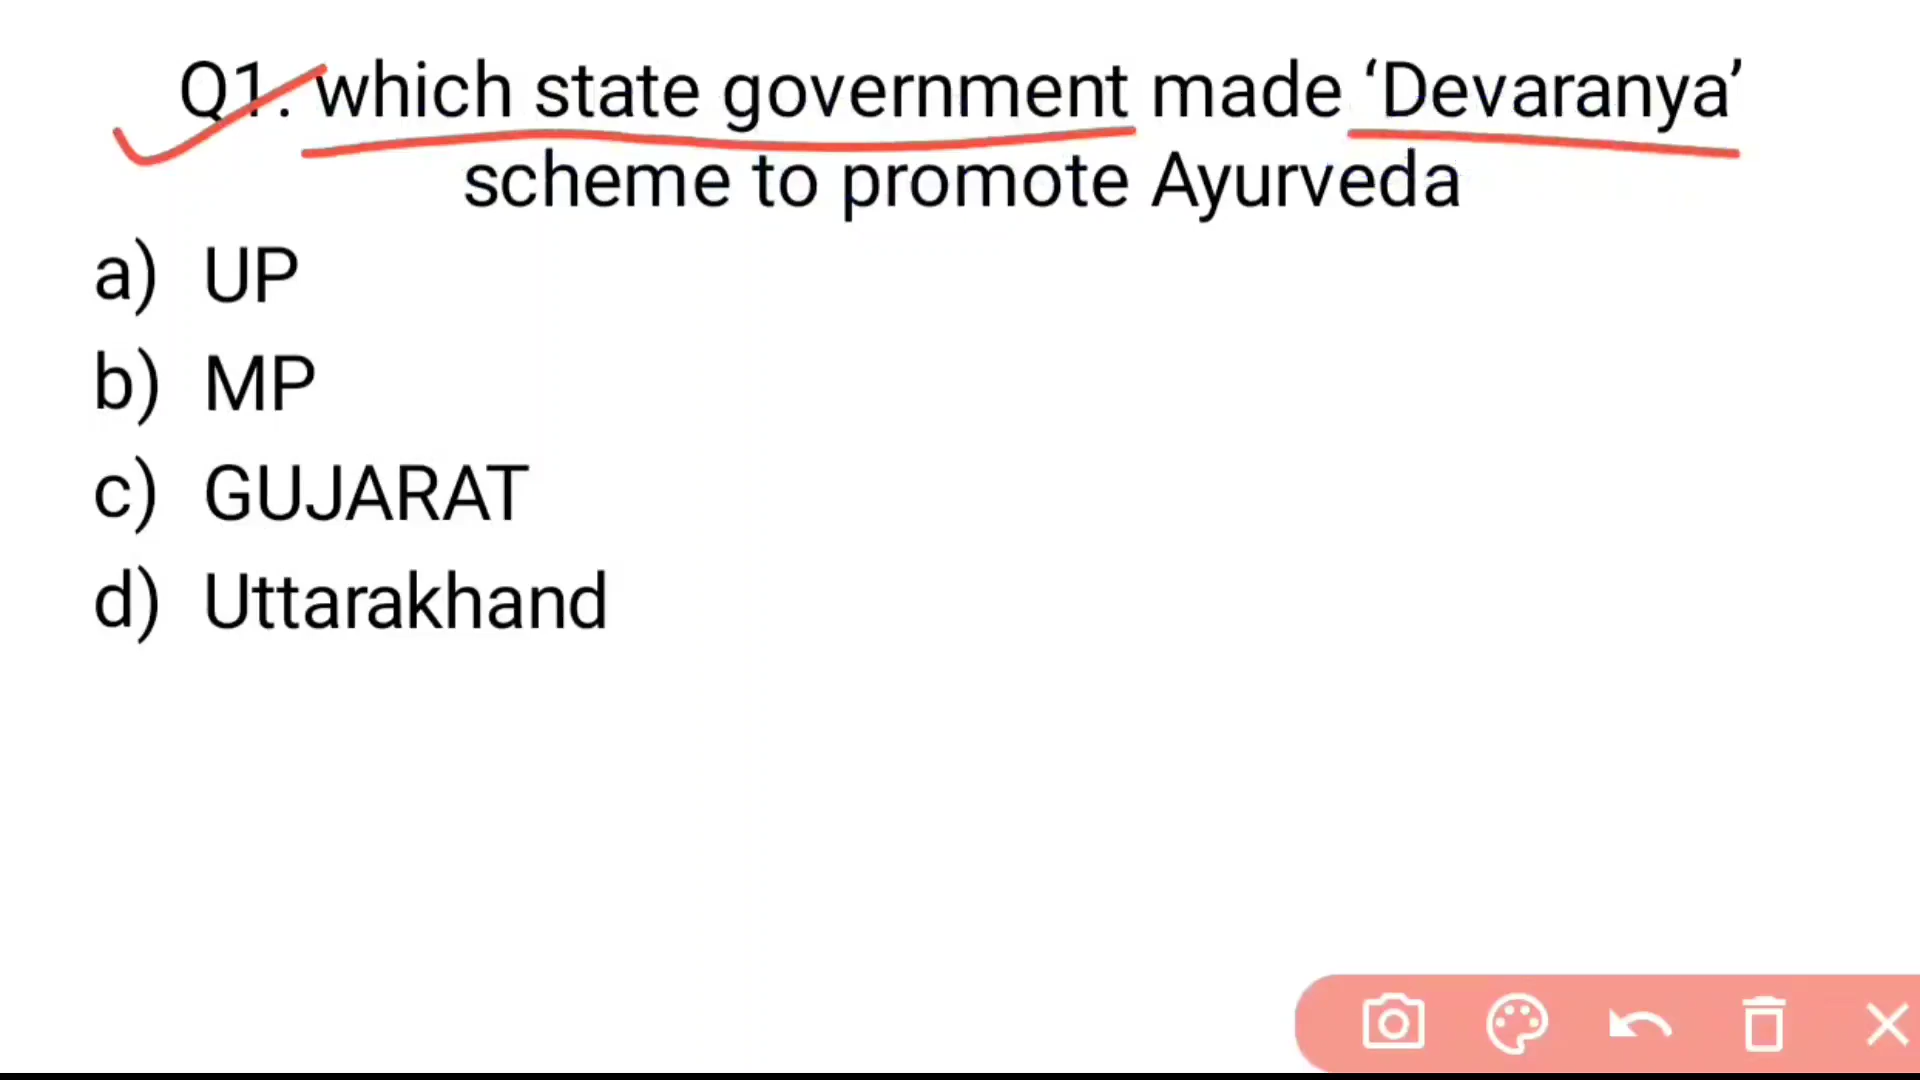 Q1. which state government made ‘Devaranya’
scheme to promote Ayurveda
a) UP
b) MP
c) GUJARAT
d) Uttarakhand